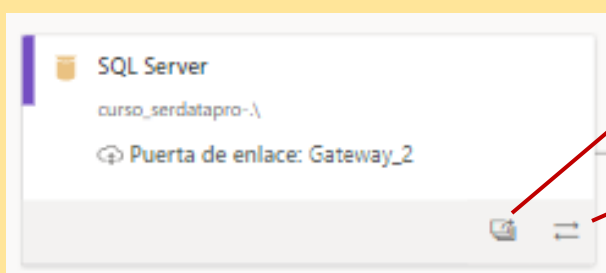 SQL Server
curso_serdatapro-.\
Puerta de enlace: Gateway_2